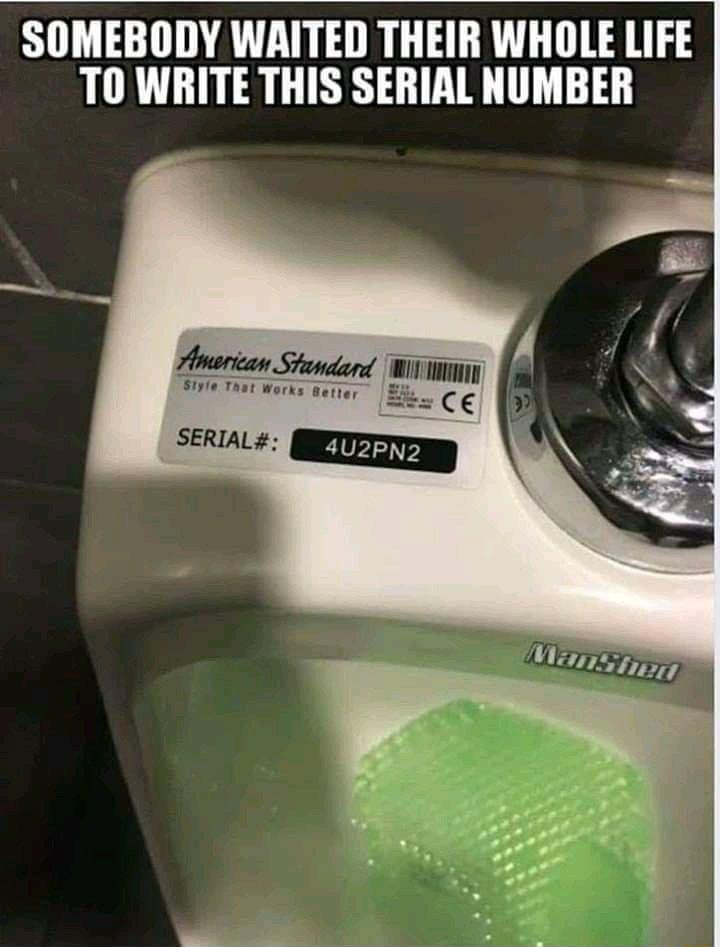 SOMEBODY WAITED THEIR WHOLE LIFE
TO WRITE THIS SERIAL NUMBER
American Standard
Style That Works Better
CE
SERIAL#:
4U2PN2
ManShed